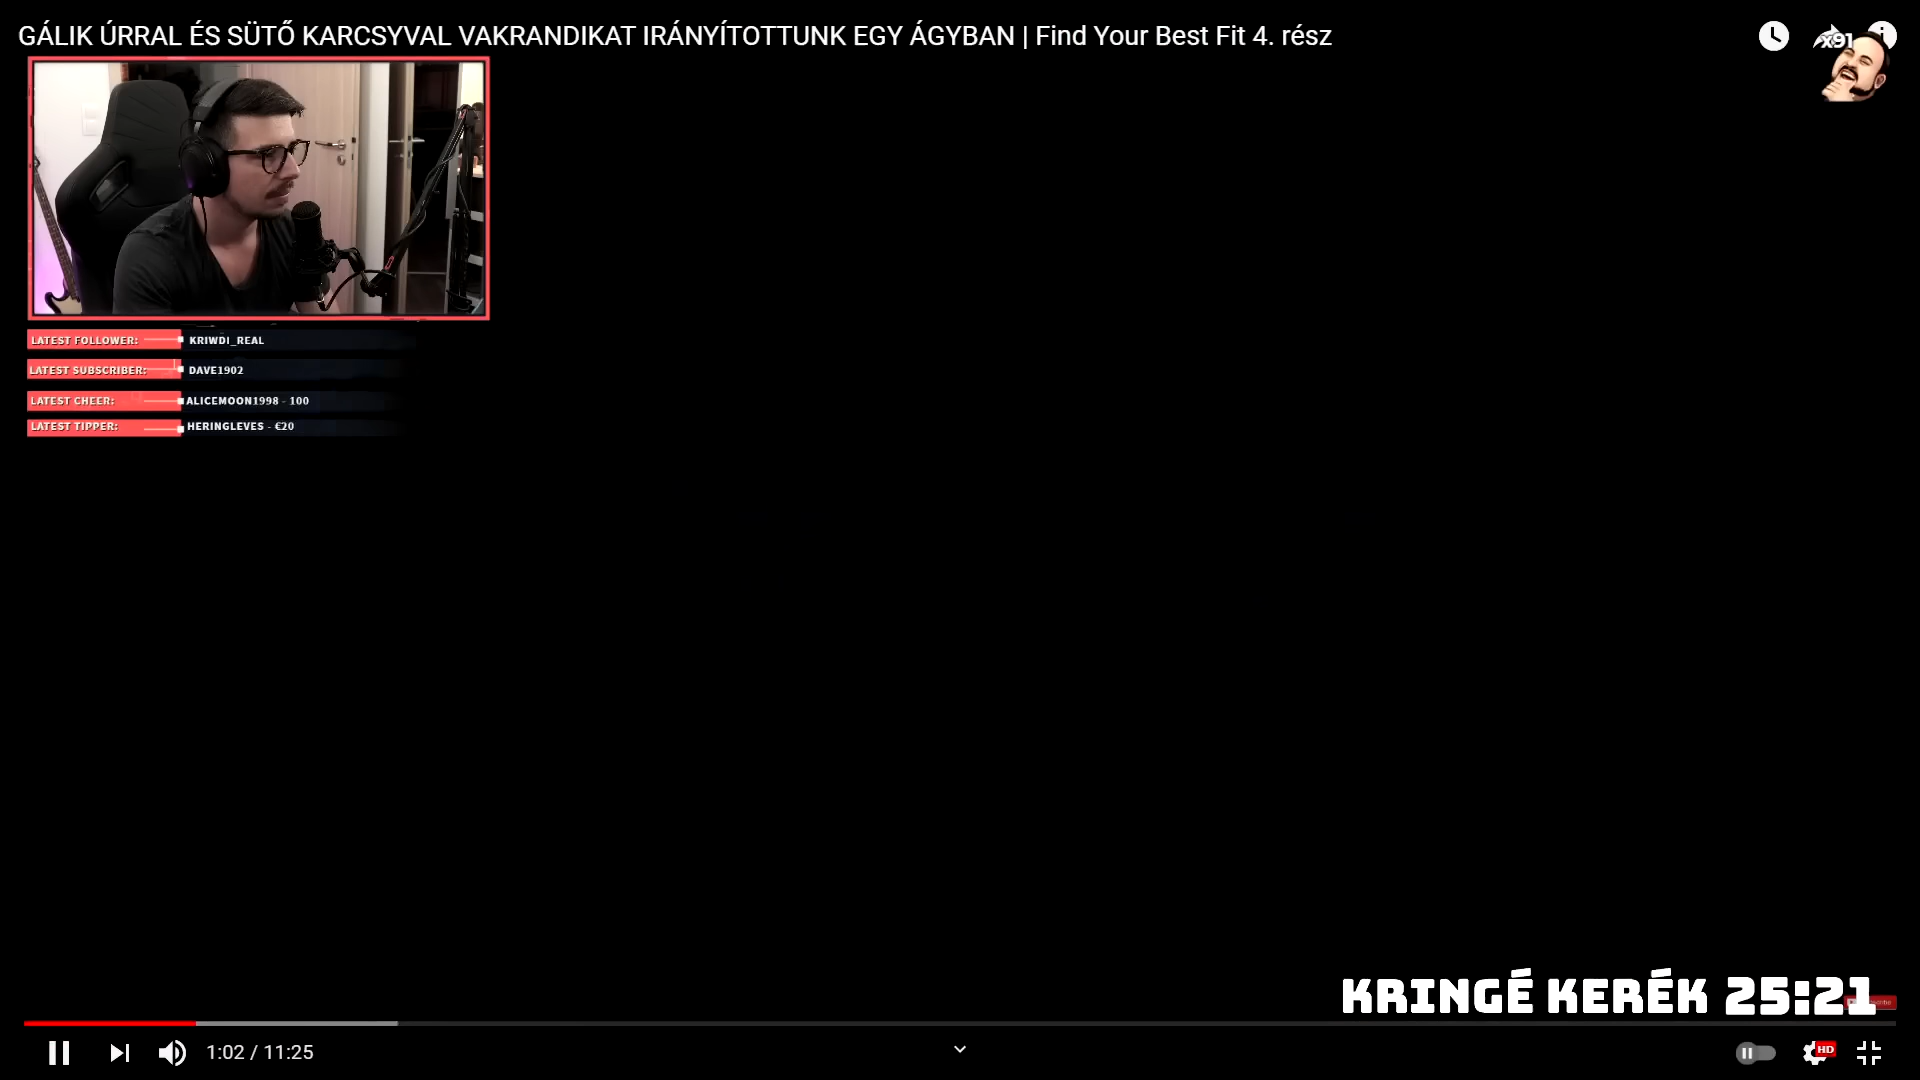 GÁLIK ÚRRAL ÉS SÜTŐ KARCSYVAL VAKRANDIKAT IRÁNYÍTOTTUNK EGY ÁGYBAN | Find Your Best Fit 4. rész
x91
LATEST FOLLOWER: KRIWDI_REAL
LATEST SUBSCRIBER: DAVE1902
LATEST CHEER: ALICEMOON1998 - 100
LATEST TIPPER: HERINGLEVES - €20
KRINGÉ KERÉK 25:21
1:02 / 11:25
HD